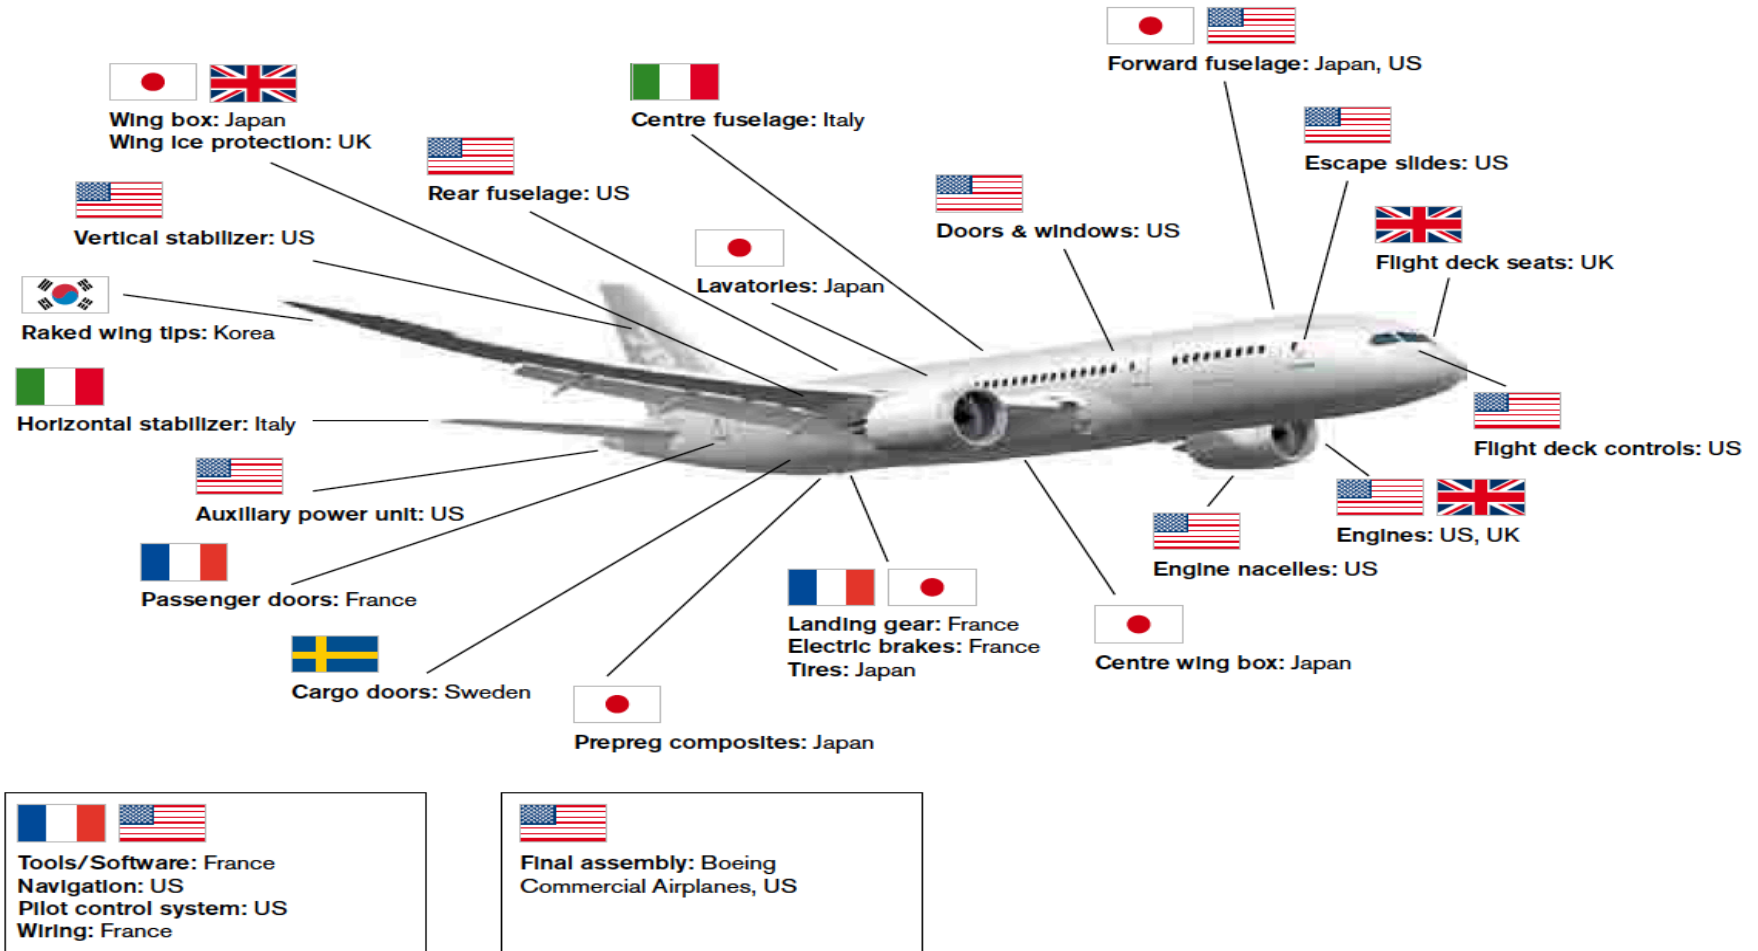 Forward fuselage: Japan, US
Wing box: Japan
Wing ice protection: UK
Centre fuselage: Italy
Escape slides: US
Rear fuselage: US
Vertical stabilizer: US
Doors & windows: US
Flight deck seats: UK
Lavatories: Japan
Raked wing tips: Korea
Horizontal stabilizer: Italy
Flight deck controls: US
Auxiliary power unit: US
Engines: US, UK
Engine nacelles: US
Passenger doors: France
Landing gear: France
Electric brakes: France
Tires: Japan
Centre wing box: Japan
Cargo doors: Sweden
Prepreg composites: Japan
Tools/Software: France
Navigation: US
Pilot control system: US
Wiring: France
Final assembly: Boeing
Commercial Airplanes, US